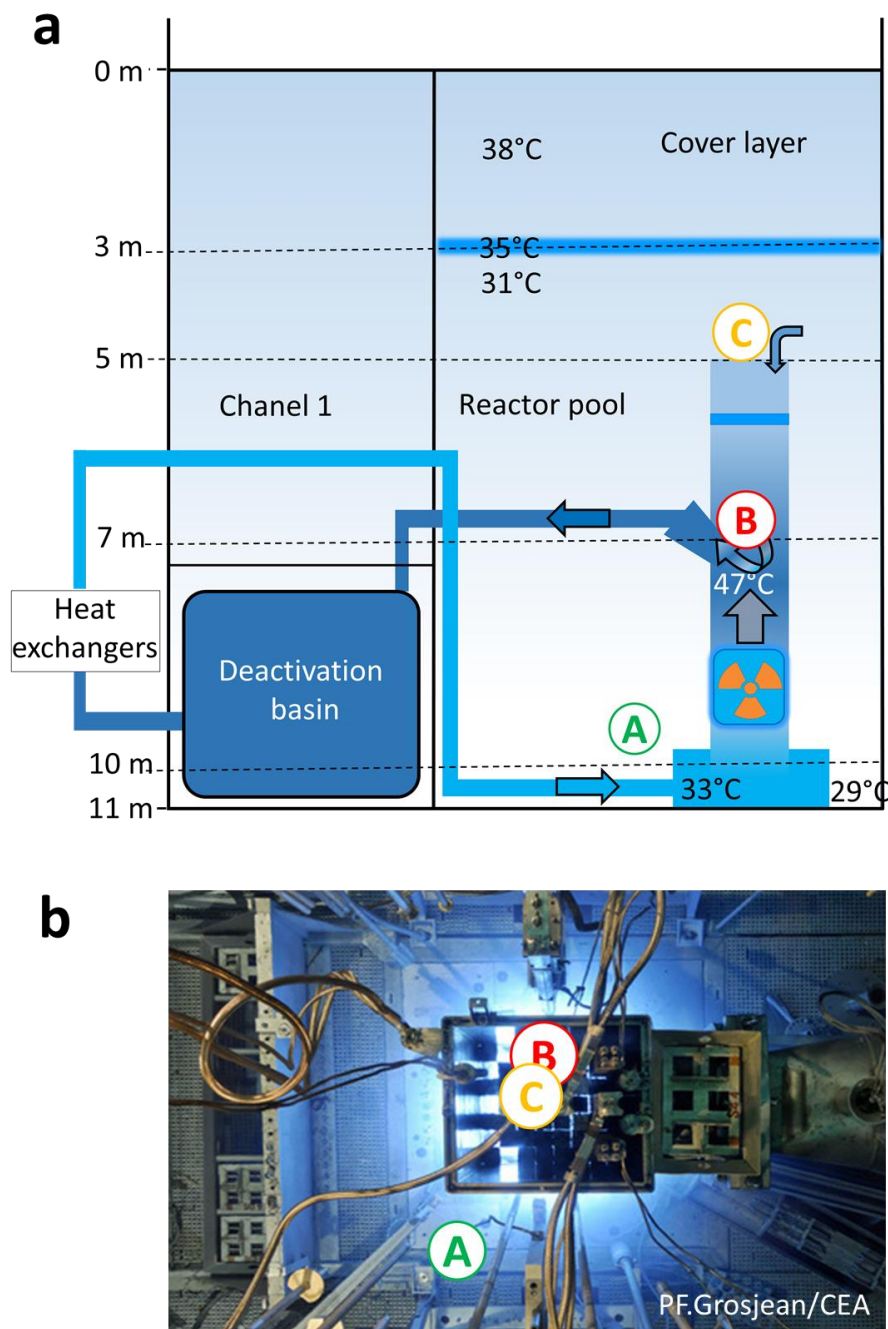 a
0 m
38°C
Cover layer
3 m
35°C
31°C
C
5 m
Chanel 1
Reactor pool
B
7 m
47°C
Heat
exchangers
Deactivation
basin
A
10 m
33°C
29°C
11 m
b
B
C
A
PF.Grosjean/CEA